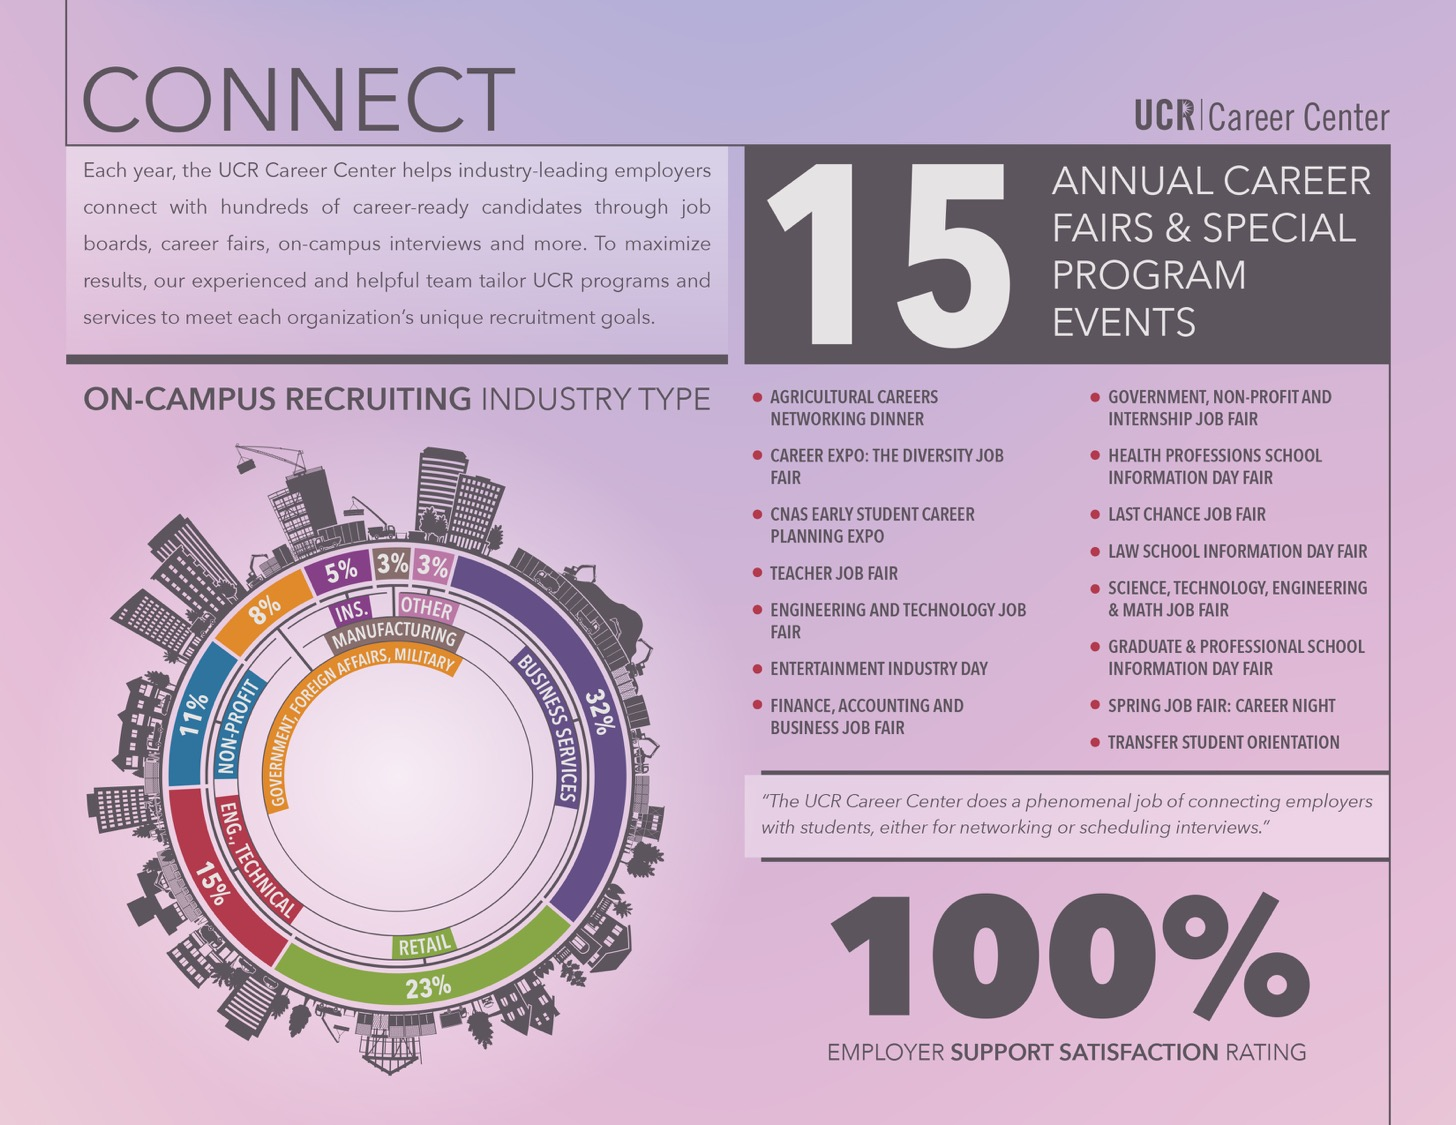 CONNECT
UCR Career Center
Each year, the UCR Career Center helps industry-leading employers
connect with hundreds of career-ready candidates through job
boards, career fairs, on-campus interviews and more. To maximize
results, our experienced and helpful team tailor UCR programs and
services to meet each organization’s unique recruitment goals.
15
ANNUAL CAREER
FAIRS & SPECIAL
PROGRAM
EVENTS
ON-CAMPUS RECRUITING INDUSTRY TYPE
5%
3%
3%
8%
11%
15%
23%
32%
INS.
OTHER
MANUFACTURING
GOVERNMENT, FOREIGN AFFAIRS, MILITARY
NON-PROFIT
ENG., TECHNICAL
RETAIL
BUSINESS SERVICES
AGRICULTURAL CAREERS
NETWORKING DINNER
CAREER EXPO: THE DIVERSITY JOB
FAIR
CNAS EARLY STUDENT CAREER
PLANNING EXPO
TEACHER JOB FAIR
ENGINEERING AND TECHNOLOGY JOB
FAIR
ENTERTAINMENT INDUSTRY DAY
FINANCE, ACCOUNTING AND
BUSINESS JOB FAIR
GOVERNMENT, NON-PROFIT AND
INTERNSHIP JOB FAIR
HEALTH PROFESSIONS SCHOOL
INFORMATION DAY FAIR
LAST CHANCE JOB FAIR
LAW SCHOOL INFORMATION DAY FAIR
SCIENCE, TECHNOLOGY, ENGINEERING
& MATH JOB FAIR
GRADUATE & PROFESSIONAL SCHOOL
INFORMATION DAY FAIR
SPRING JOB FAIR: CAREER NIGHT
TRANSFER STUDENT ORIENTATION
“The UCR Career Center does a phenomenal job of connecting employers
with students, either for networking or scheduling interviews.”
100%
EMPLOYER SUPPORT SATISFACTION RATING